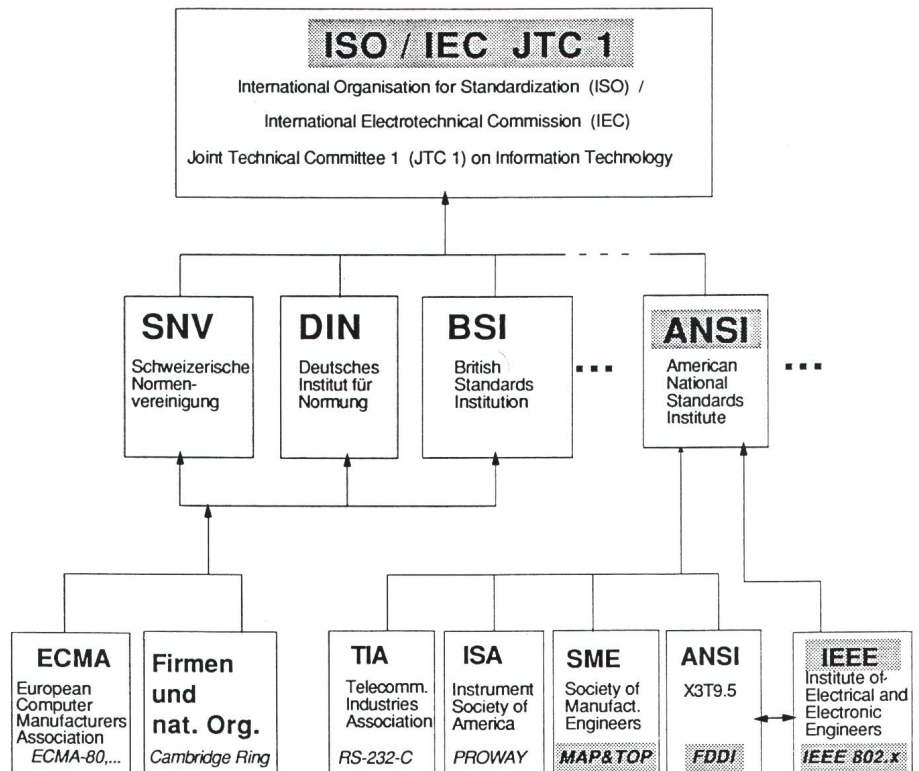 ISO / IEC JTC 1
International Organisation for Standardization (ISO) /
International Electrotechnical Commission (IEC)
Joint Technical Committee 1 (JTC 1) on Information Technology
SNV
Schweizerische
Normen-
vereinigung
DIN
Deutsches
Institut für
Normung
BSI
British
Standards
Institution
...
ANSI
American
National
Standards
Institute
...
ECMA
European
Computer
Manufacturers
Association
ECMA-80,...
Firmen
und
nat. Org.
Cambridge Ring
TIA
Telecomm.
Industries
Association
RS-232-C
ISA
Instrument
Society of
America
PROWAY
SME
Society of
Manufact.
Engineers
MAP&TOP
ANSI
X3T9.5
FDDI
IEEE
Institute of
Electrical and
Electronic
Engineers
IEEE 802.x